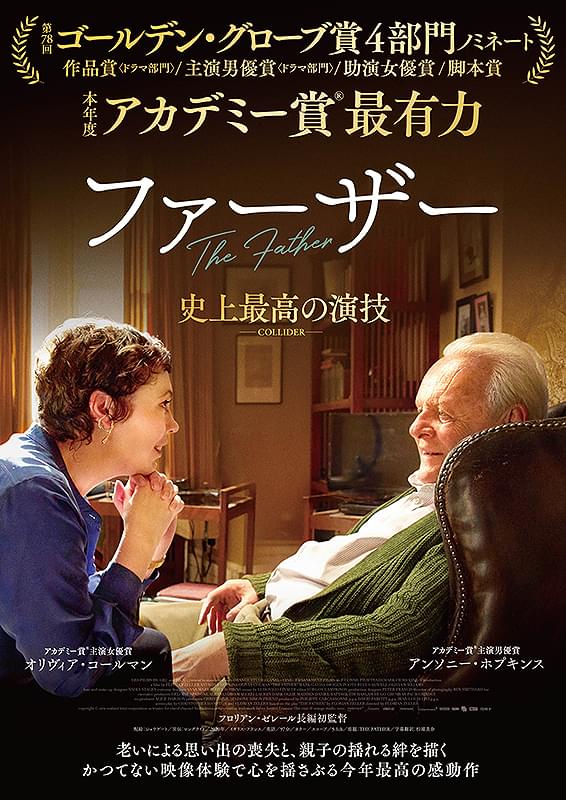 第78回
ゴールデン・グローブ賞4部門ノミネート
作品賞〈ドラマ部門〉/主演男優賞〈ドラマ部門〉/助演女優賞/脚本賞
本年度
アカデミー賞®最有力
ファーザー
The Father
史上最高の演技
COLLIDER
アカデミー賞®主演女優賞
オリヴィア・コールマン
アカデミー賞®主演男優賞
アンソニー・ホプキンス
フロリアン・ゼレール長編初監督
老いによる思い出の喪失と、親子の揺れる絆を描く
かつてない映像体験で心を揺さぶる今年最高の感動作